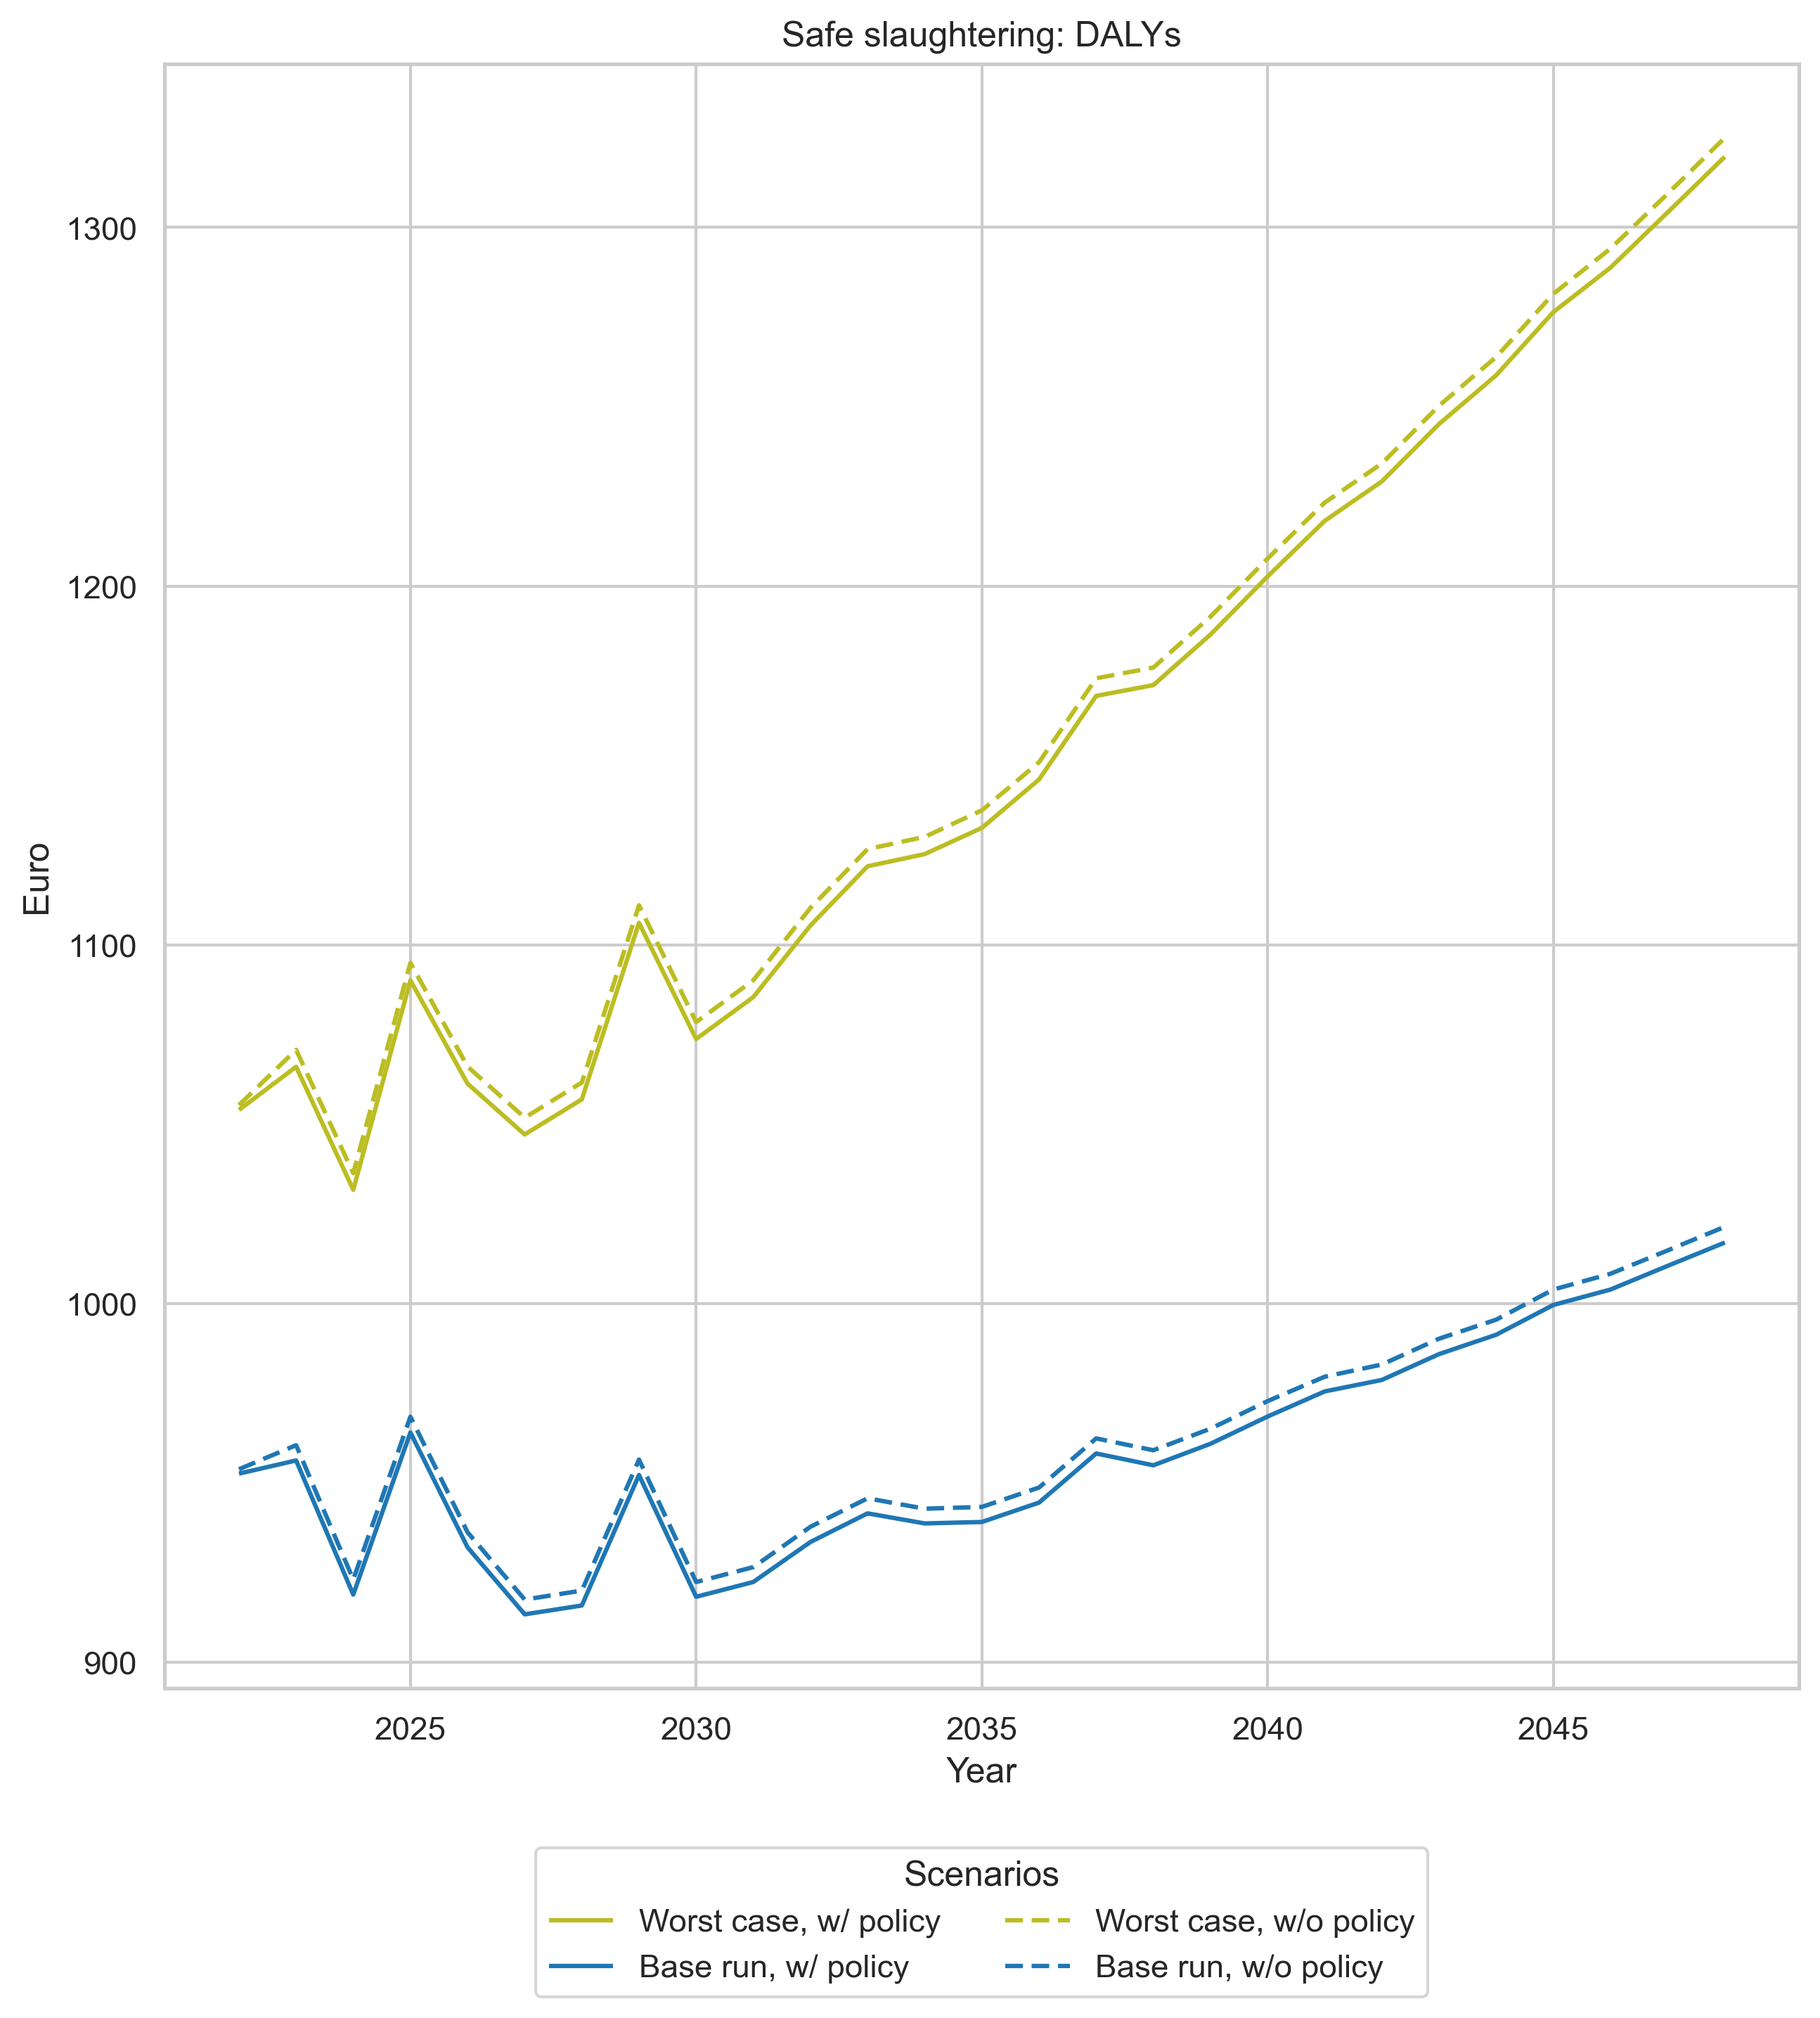 Safe slaughtering: DALYs
Euro
1300
1200
1100
1000
900
2025 2030 2035 2040 2045
Year
Scenarios
Worst case, w/ policy Worst case, w/o policy
Base run, w/ policy Base run, w/o policy